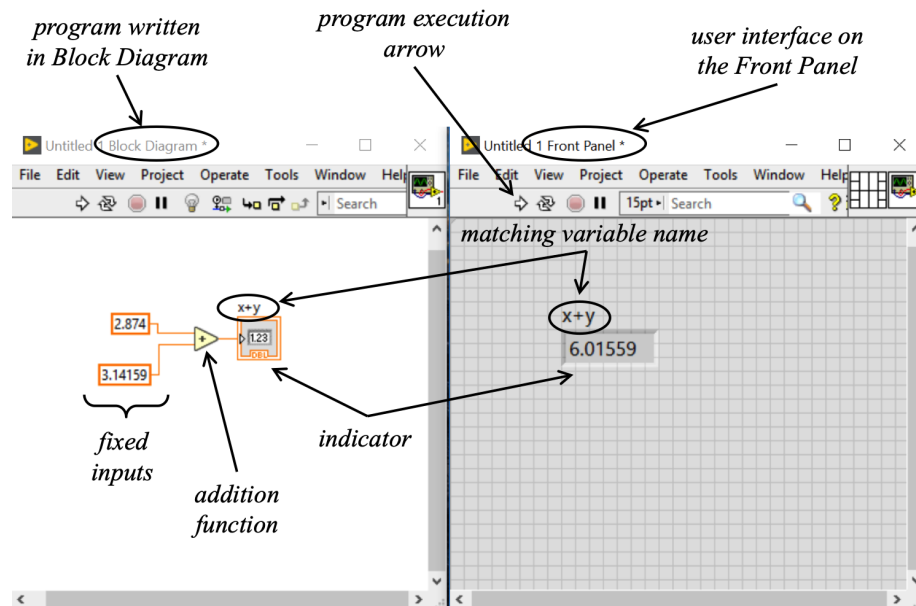 program written
in Block Diagram
program execution
arrow
user interface on
the Front Panel
Untitled 1 Block Diagram *
Untitled 1 Front Panel *
File Edit View Project Operate Tools Window Help
File Edit View Project Operate Tools Window Help
Search
1
15pt Search
?
matching variable name
x+y
2.874
+
1.23
DBL
3.14159
x+y
6.01559
fixed
inputs
indicator
addition
function